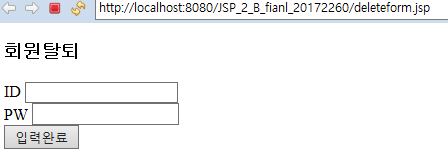 http://localhost:8080/JSP_2_B_fianl_20172260/deleteform.jsp
회원탈퇴
ID
PW
입력완료